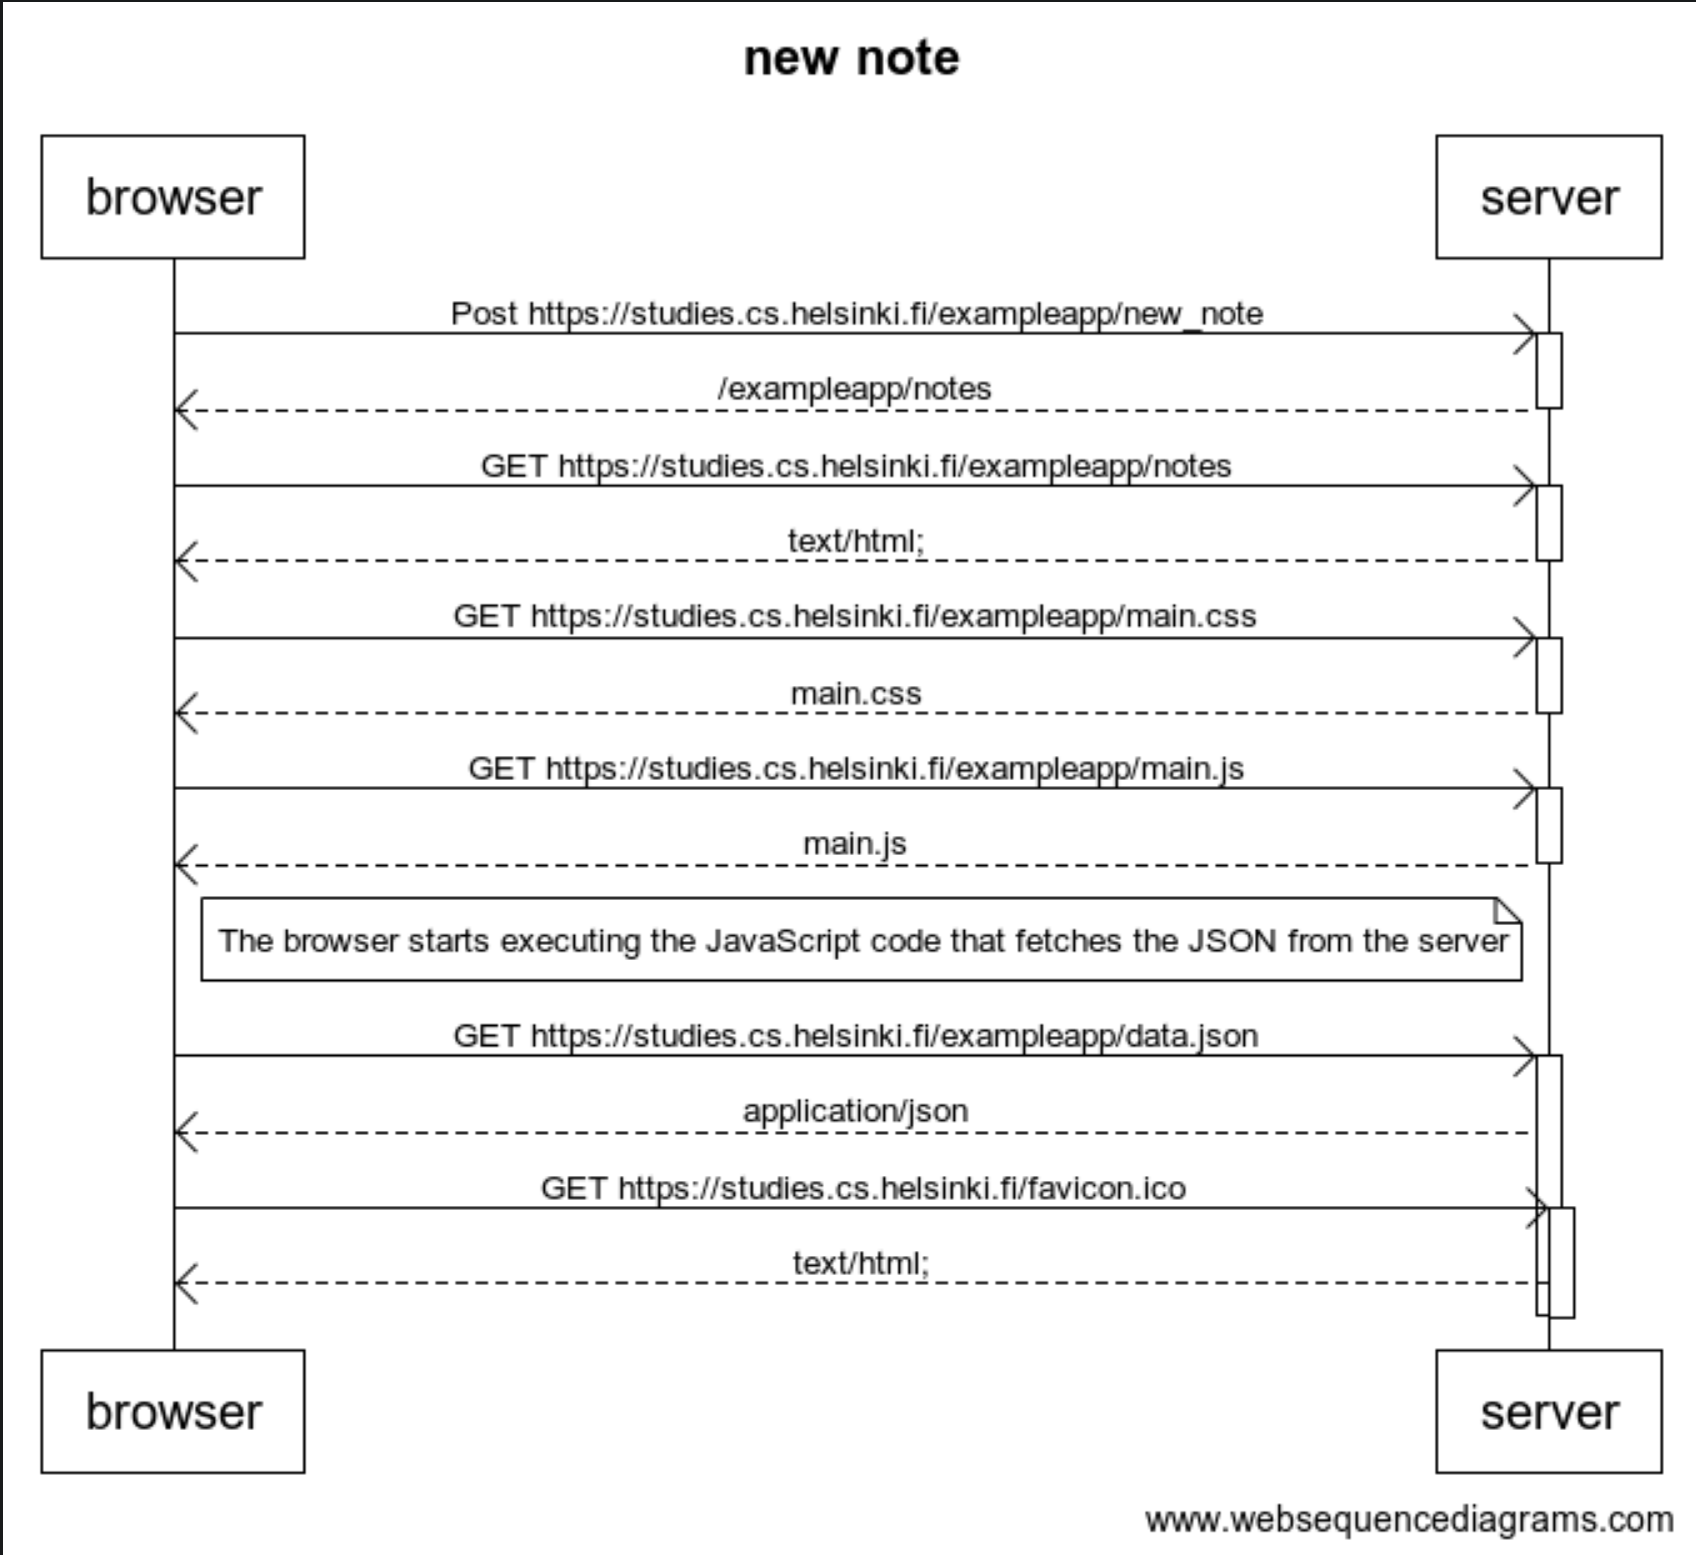 new note
browser
server
Post https://studies.cs.helsinki.fi/exampleapp/new_note
/exampleapp/notes
GET https://studies.cs.helsinki.fi/exampleapp/notes
text/html;
GET https://studies.cs.helsinki.fi/exampleapp/main.css
main.css
GET https://studies.cs.helsinki.fi/exampleapp/main.js
main.js
The browser starts executing the JavaScript code that fetches the JSON from the server
GET https://studies.cs.helsinki.fi/exampleapp/data.json
application/json
GET https://studies.cs.helsinki.fi/favicon.ico
text/html;
browser
server
www.websequencediagrams.com